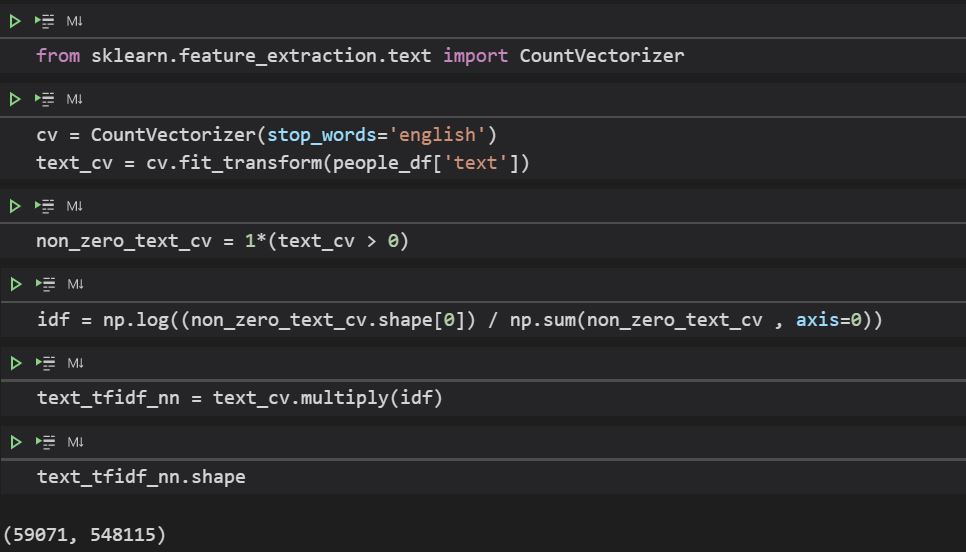 M↓
from sklearn.feature_extraction.text import CountVectorizer
M↓
cv = CountVectorizer(stop_words='english')
text_cv = cv.fit_transform(people_df['text'])
M↓
non_zero_text_cv = 1*(text_cv > 0)
M↓
idf = np.log((non_zero_text_cv.shape[0]) / np.sum(non_zero_text_cv , axis=0))
M↓
text_tfidf_nn = text_cv.multiply(idf)
M↓
text_tfidf_nn.shape
(59071, 548115)